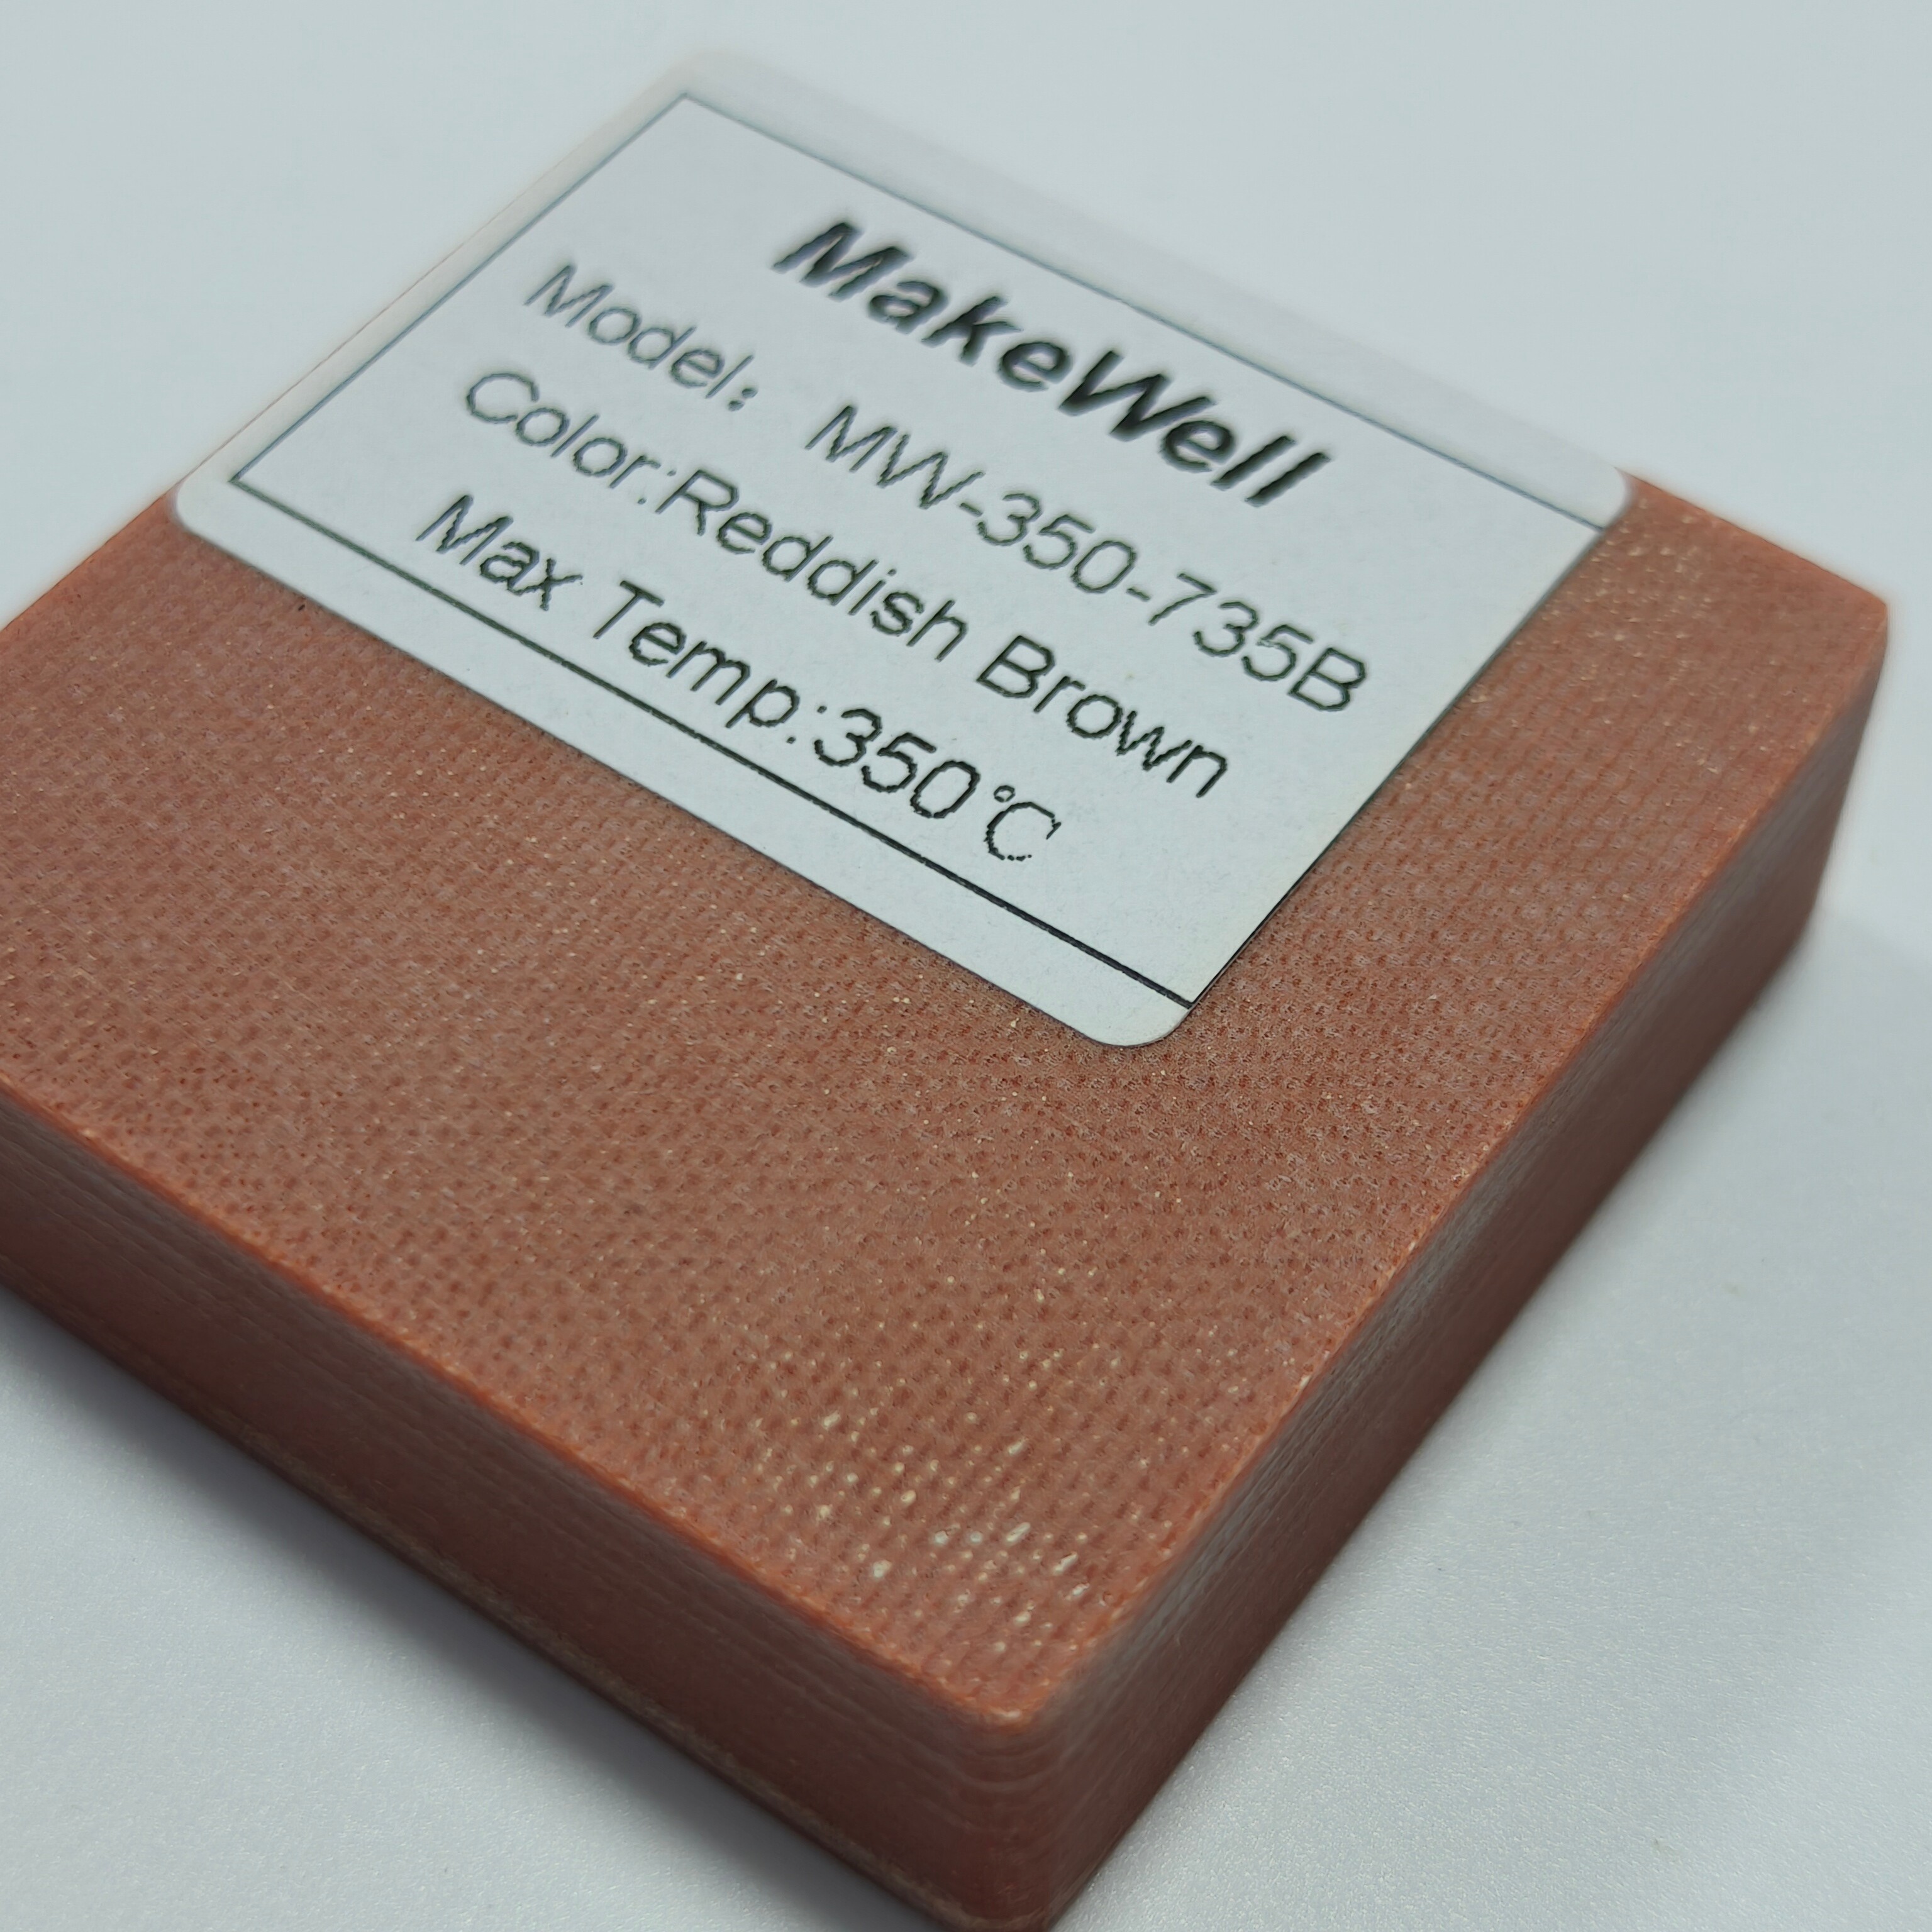 MakeWell
Model： MW-350-735B
Color:Reddish Brown
Max Temp:350℃